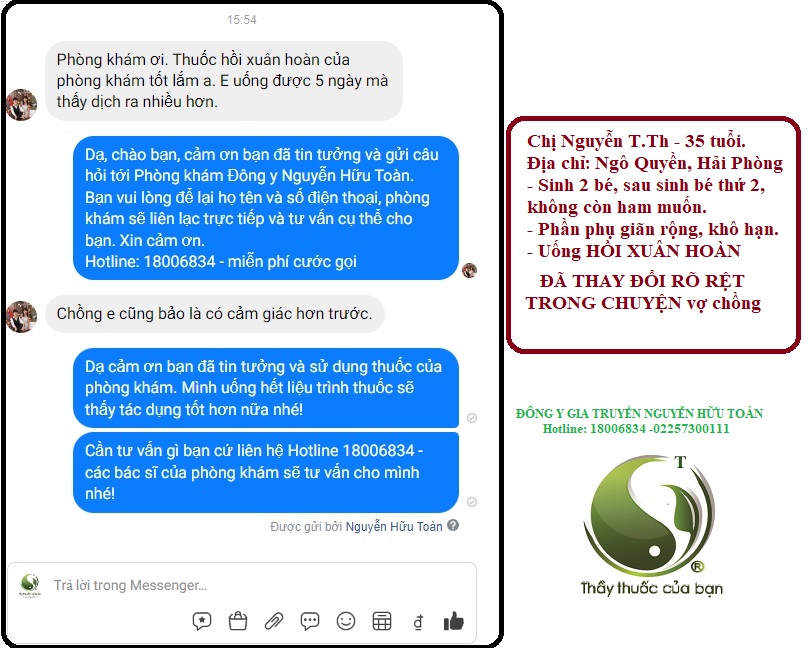 15:54
Phòng khám ơi. Thuốc hồi xuân hoàn của
phòng khám tốt lắm a. E uống được 5 ngày mà
thấy dịch ra nhiều hơn.
Dạ, chào bạn, cảm ơn bạn đã tin tưởng và gửi câu
hỏi tới Phòng khám Đông y Nguyễn Hữu Toàn.
Bạn vui lòng để lại họ tên và số điện thoại, phòng
khám sẽ liên lạc trực tiếp và tư vấn cụ thể cho
bạn. Xin cảm ơn.
Hotline: 18006834 - miễn phí cước gọi
Chồng e cũng bảo là có cảm giác hơn trước.
Dạ cảm ơn bạn đã tin tưởng và sử dụng thuốc của
phòng khám. Mình uống hết liệu trình thuốc sẽ
thấy tác dụng tốt hơn nữa nhé!
Cần tư vấn gì bạn cứ liên hệ Hotline 18006834 -
các bác sĩ của phòng khám sẽ tư vấn cho mình
nhé!
Được gửi bởi Nguyễn Hữu Toản
Trả lời trong Messenger...
Chị Nguyễn T.Th - 35 tuổi.
Địa chỉ: Ngô Quyền, Hải Phòng
- Sinh 2 bé, sau sinh bé thứ 2,
không còn ham muốn.
- Phần phụ giãn rộng, khô hạn.
- Uống HỒI XUÂN HOÀN
ĐÃ THAY ĐỔI RÕ RỆT
TRONG CHUYỆN vợ chồng
ĐÔNG Y GIA TRUYỀN NGUYỄN HỮU TOÀN
Hotline: 18006834 -02257300111
T
®
Thầy thuốc của bạn